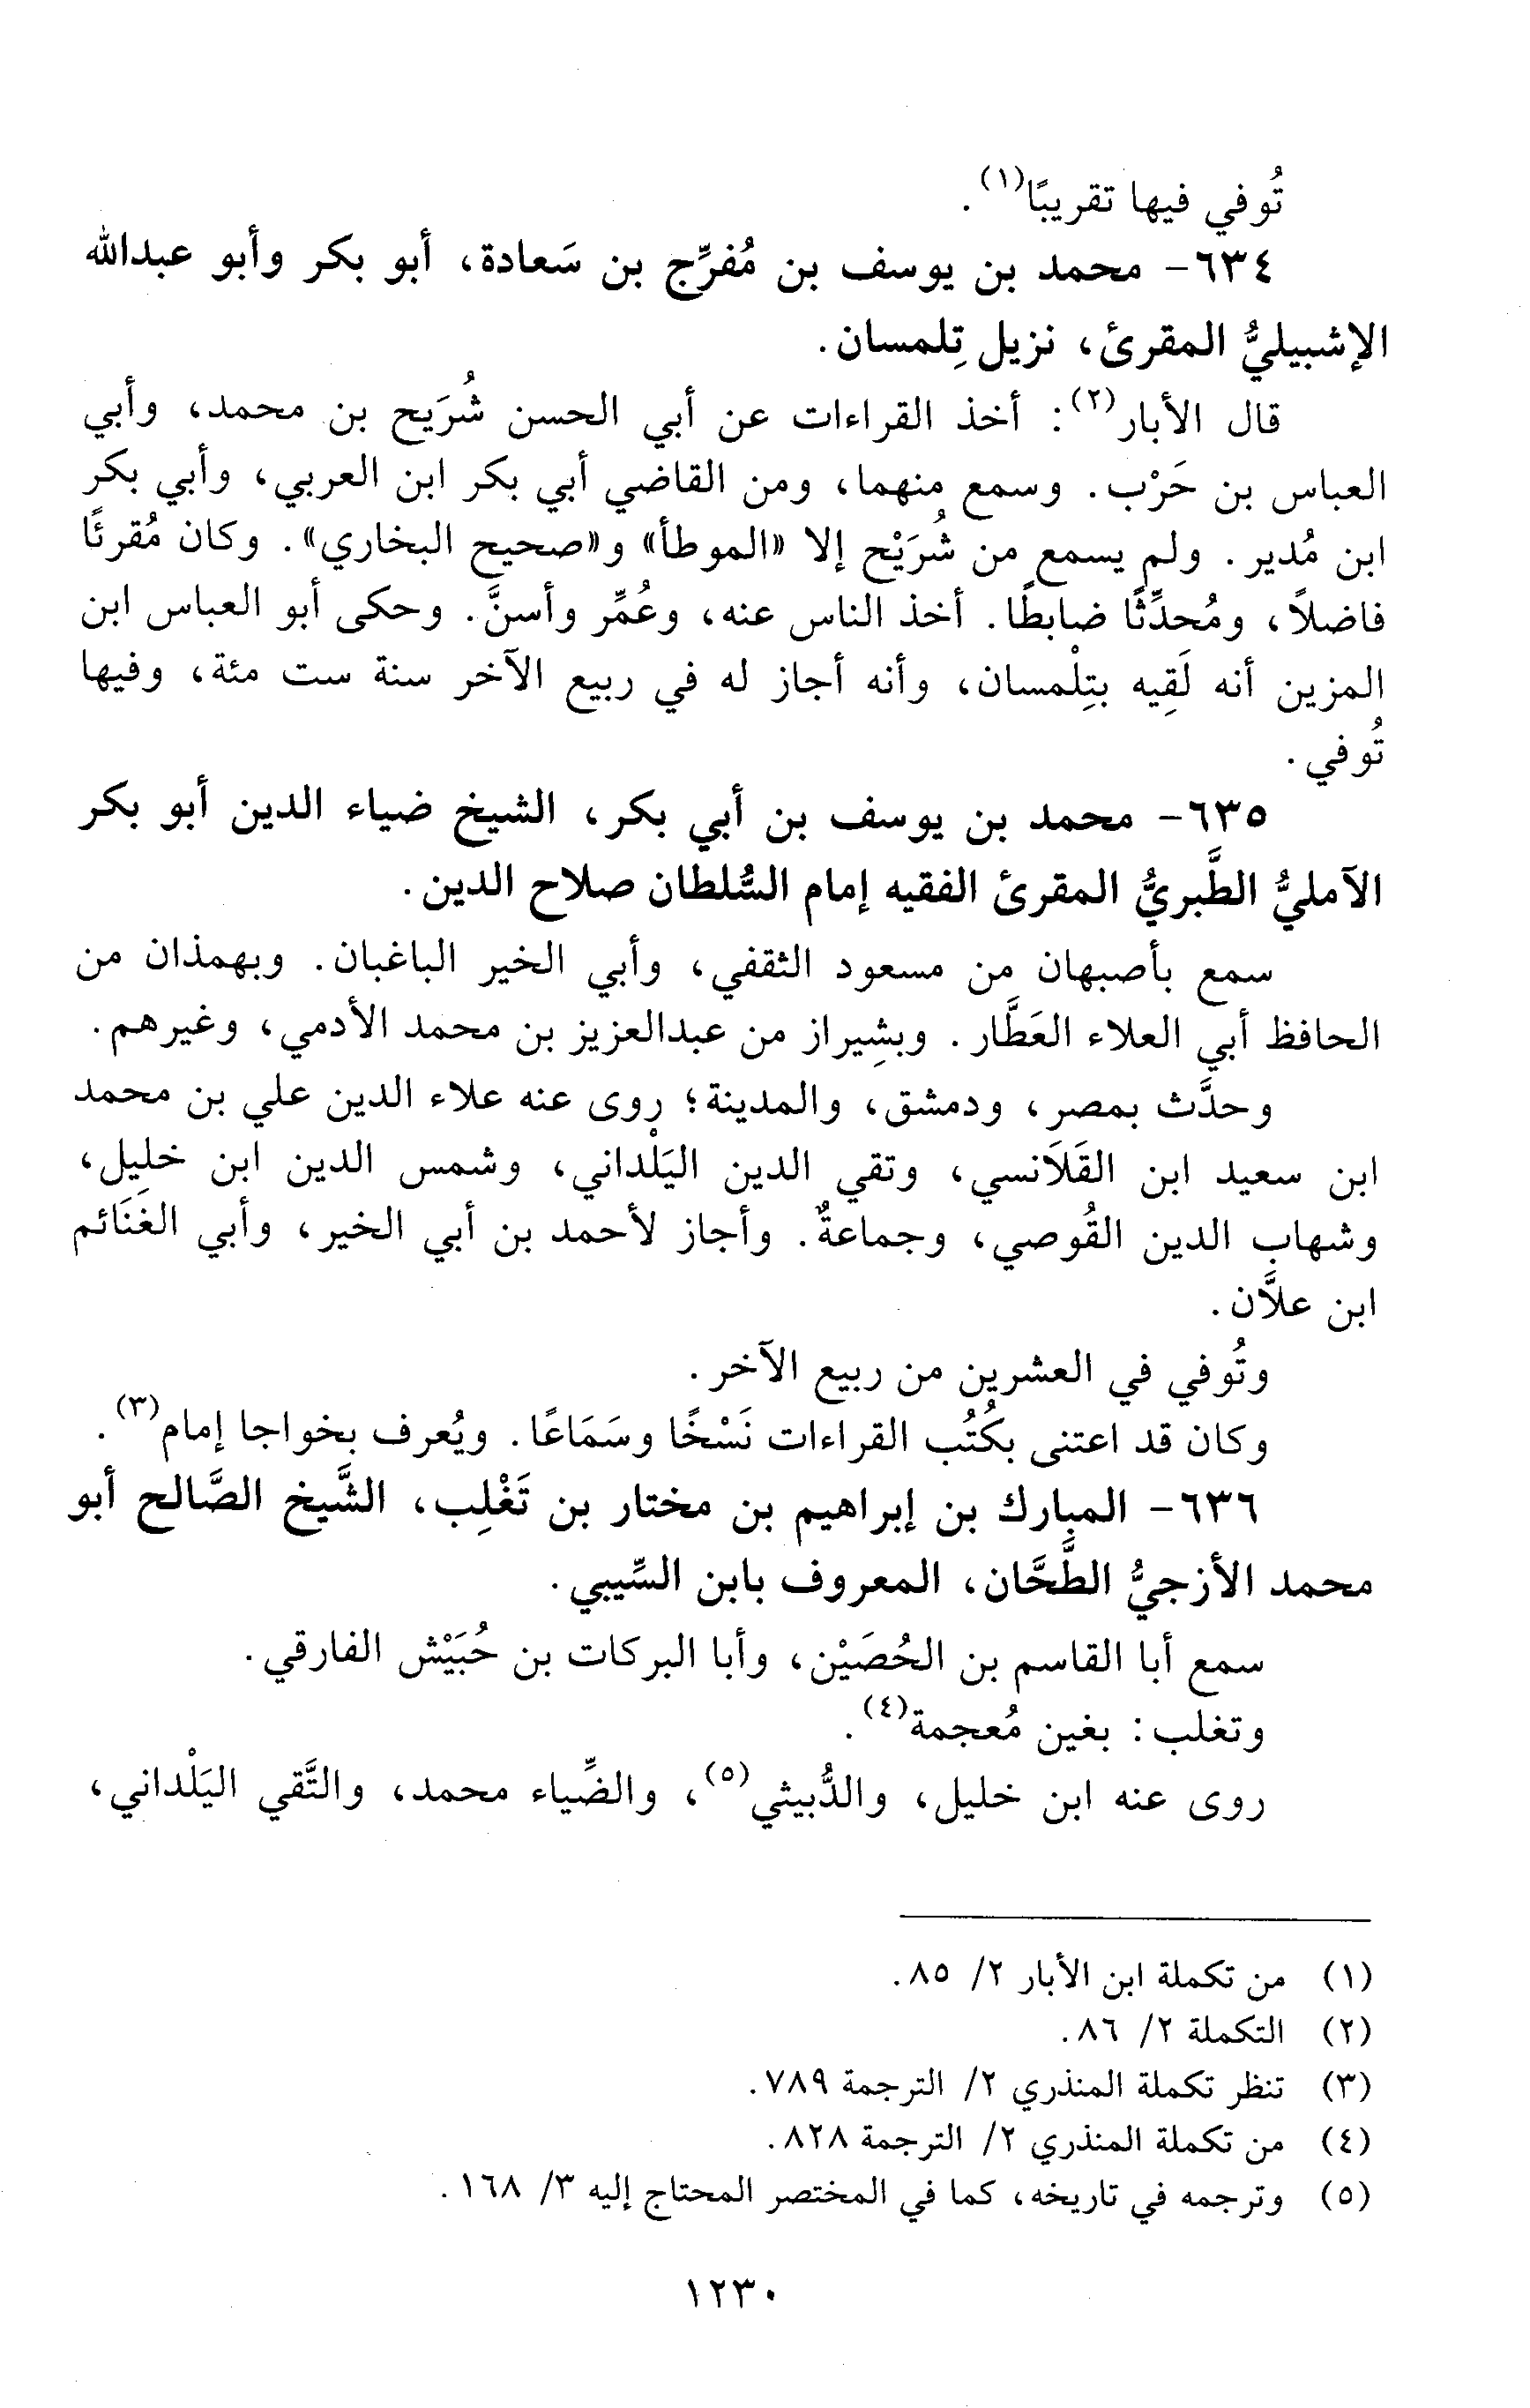 تُوفي فيها تقريبًا(١).
٦٣٤- محمد بن يوسف بن مُفرِّج بن سَعادة، أبو بكر وأبو عبدالله
الإشبيليُّ المقرئ، نزيل تِلمسان.
قال الأبار(٢): أخذ القراءات عن أبي الحسن شُرَيح بن محمد، وأبي
العباس بن حَرْب. وسمع منهما، ومن القاضي أبي بكر ابن العربي، وأبي بكر
ابن مُدير. ولم يسمع من شُرَيْح إلا «الموطأ» و«صحيح البخاري». وكان مُقرئًا
فاضلاً، ومُحدِّثًا ضابطًا. أخذ الناس عنه، وعُمِّر وأسنَّ. وحكى أبو العباس ابن
المزين أنه لَقِيه بتِلْمسان، وأنه أجاز له في ربيع الآخر سنة ست مئة، وفيها
تُوفي.
٦٣٥- محمد بن يوسف بن أبي بكر، الشيخ ضياء الدين أبو بكر
الآمليُّ الطَّبريُّ المقرئ الفقيه إمام السُّلطان صلاح الدين.
سمع بأصبهان من مسعود الثقفي، وأبي الخير الباغبان. وبهمذان من
الحافظ أبي العلاء العَطَّار. وبشِيراز من عبدالعزيز بن محمد الأدمي، وغيرهم.
وحدَّث بمصر، ودمشق، والمدينة؛ روى عنه علاء الدين علي بن محمد
ابن سعيد ابن القَلَانسي، وتقي الدين اليَلْداني، وشمس الدين ابن خلِيل،
وشهاب الدين القُوصي، وجماعةٌ. وأجاز لأحمد بن أبي الخير، وأبي الغَنَائم
ابن علاَّن.
وتُوفي في العشرين من ربيع الآخر.
وكان قد اعتنى بكُتُب القراءات نَسْخًا وسَمَاعًا. ويُعرف بخواجا إمام(٣).
٦٣٦- المبارك بن إبراهيم بن مختار بن تَغْلِب، الشَّيخ الصَّالح أبو
محمد الأزجيُّ الطَّحَّان، المعروف بابن السِّيبي.
سمع أبا القاسم بن الحُصَيْن، وأبا البركات بن حُبَيْش الفارقي.
وتغلب: بغين مُعجمة(٤).
روى عنه ابن خليل، والدُّبيثي(٥)، والضِّياء محمد، والتَّقي اليَلْداني،
(١) من تكملة ابن الأبار ٢/ ٨٥.
(٢) التكملة ٢/ ٨٦.
(٣) تنظر تكملة المنذري ٢/ الترجمة ٧٨٩.
(٤) من تكملة المنذري ٢/ الترجمة ٨٢٨.
(٥) وترجمه في تاريخه، كما في المختصر المحتاج إليه ٣/ ١٦٨.
١٢٣٠